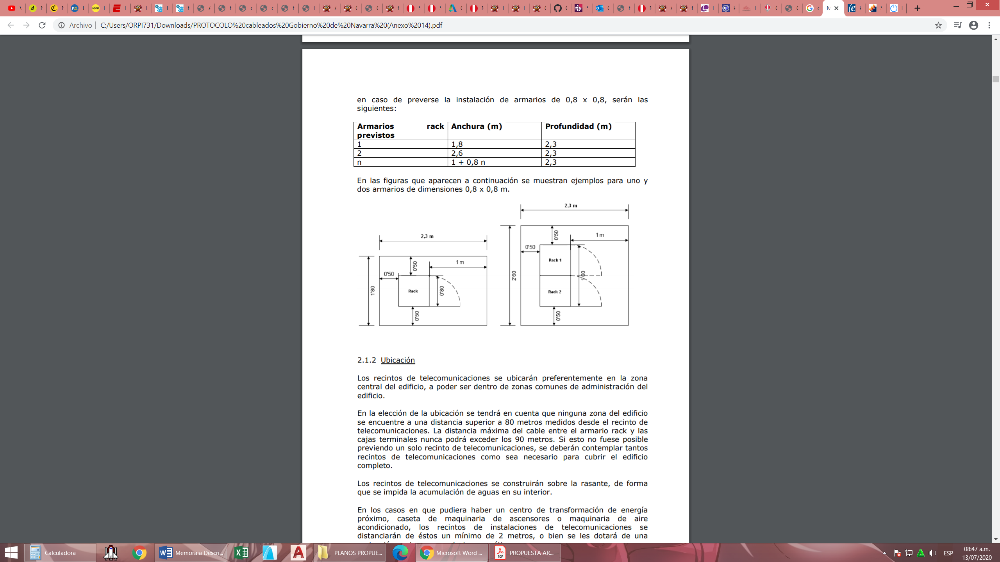 Archivo
C:/Users/ORPI731/Downloads/PROTOCOLO%20cableados%20Gobierno%20de%20Navarra%20(Anexo%2014).pdf
en caso de preverse la instalación de armarios de 0,8 x 0,8, serán las
siguientes:
Armarios rack previstos Anchura (m) Profundidad (m)
1 1,8 2,3
2 2,6 2,3
n 1 + 0,8 n 2,3
En las figuras que aparecen a continuación se muestran ejemplos para uno y
dos armarios de dimensiones 0,8 x 0,8 m.
2,3 m
1'80
0'50
0'50
1 m
Rack
0'80
0'50
2,3 m
2'60
0'50
0'50
1 m
Rack 1
1'60
Rack 2
0'50
2.1.2 Ubicación
Los recintos de telecomunicaciones se ubicarán preferentemente en la zona
central del edificio, a poder ser dentro de zonas comunes de administración del
edificio.
En la elección de la ubicación se tendrá en cuenta que ninguna zona del edificio
se encuentre a una distancia superior a 80 metros medidos desde el recinto de
telecomunicaciones. La distancia máxima del cable entre el armario rack y las
cajas terminales nunca podrá exceder los 90 metros. Si esto no fuese posible
previendo un solo recinto de telecomunicaciones, se deberán contemplar tantos
recintos de telecomunicaciones como sea necesario para cubrir el edificio
completo.
Los recintos de telecomunicaciones se construirán sobre la rasante, de forma
que se impida la acumulación de aguas en su interior.
En los casos en que pudiera haber un centro de transformación de energía
próximo, caseta de maquinaria de ascensores o maquinaria de aire
acondicionado, los recintos de instalaciones de telecomunicaciones se
distanciarán de éstos un mínimo de 2 metros, o bien se les dotará de una
Calculadora
Memoraia Descri...
PLANOS PROPUE...
Microsoft Word ...
PROPUESTA AR...
ESP
08:47 a.m.
13/07/2020